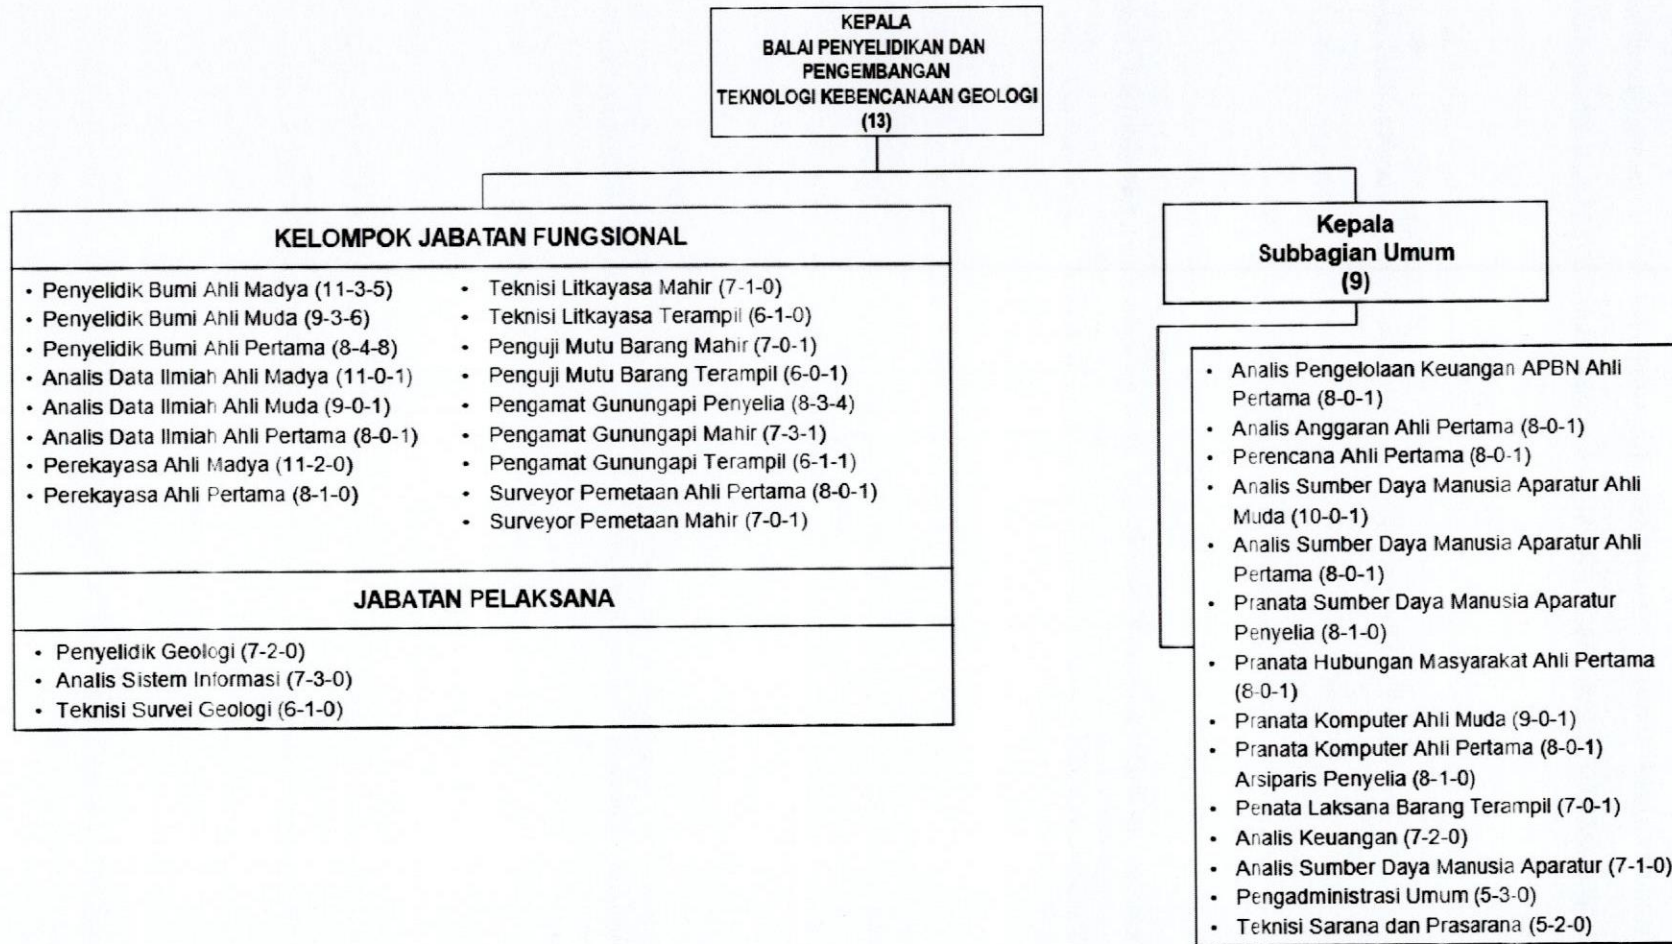 KEPALA
BALAI PENYELIDIKAN DAN
PENGEMBANGAN
TEKNOLOGI KEBENCANAAN GEOLOGI
(13)
KELOMPOK JABATAN FUNGSIONAL
• Penyelidik Bumi Ahli Madya (11-3-5)
• Penyelidik Bumi Ahli Muda (9-3-6)
• Penyelidik Bumi Ahli Pertama (8-4-8)
• Analis Data Ilmiah Ahli Madya (11-0-1)
• Analis Data Ilmiah Ahli Muda (9-0-1)
• Analis Data Ilmiah Ahli Pertama (8-0-1)
• Perekayasa Ahli Madya (11-2-0)
• Perekayasa Ahli Pertama (8-1-0)
• Teknisi Litkayasa Mahir (7-1-0)
• Teknisi Litkayasa Terampil (6-1-0)
• Penguji Mutu Barang Mahir (7-0-1)
• Penguji Mutu Barang Terampil (6-0-1)
• Pengamat Gunungapi Penyelia (8-3-4)
• Pengamat Gunungapi Mahir (7-3-1)
• Pengamat Gunungapi Terampil (6-1-1)
• Surveyor Pemetaan Ahli Pertama (8-0-1)
• Surveyor Pemetaan Mahir (7-0-1)
JABATAN PELAKSANA
• Penyelidik Geologi (7-2-0)
• Analis Sistem Informasi (7-3-0)
• Teknisi Survei Geologi (6-1-0)
Kepala
Subbagian Umum
(9)
• Analis Pengelolaan Keuangan APBN Ahli
Pertama (8-0-1)
• Analis Anggaran Ahli Pertama (8-0-1)
• Perencana Ahli Pertama (8-0-1)
• Analis Sumber Daya Manusia Aparatur Ahli
Muda (10-0-1)
• Analis Sumber Daya Manusia Aparatur Ahli
Pertama (8-0-1)
• Pranata Sumber Daya Manusia Aparatur
Penyelia (8-1-0)
• Pranata Hubungan Masyarakat Ahli Pertama
(8-0-1)
• Pranata Komputer Ahli Muda (9-0-1)
• Pranata Komputer Ahli Pertama (8-0-1)
Arsiparis Penyelia (8-1-0)
• Penata Laksana Barang Terampil (7-0-1)
• Analis Keuangan (7-2-0)
• Analis Sumber Daya Manusia Aparatur (7-1-0)
• Pengadministrasi Umum (5-3-0)
• Teknisi Sarana dan Prasarana (5-2-0)